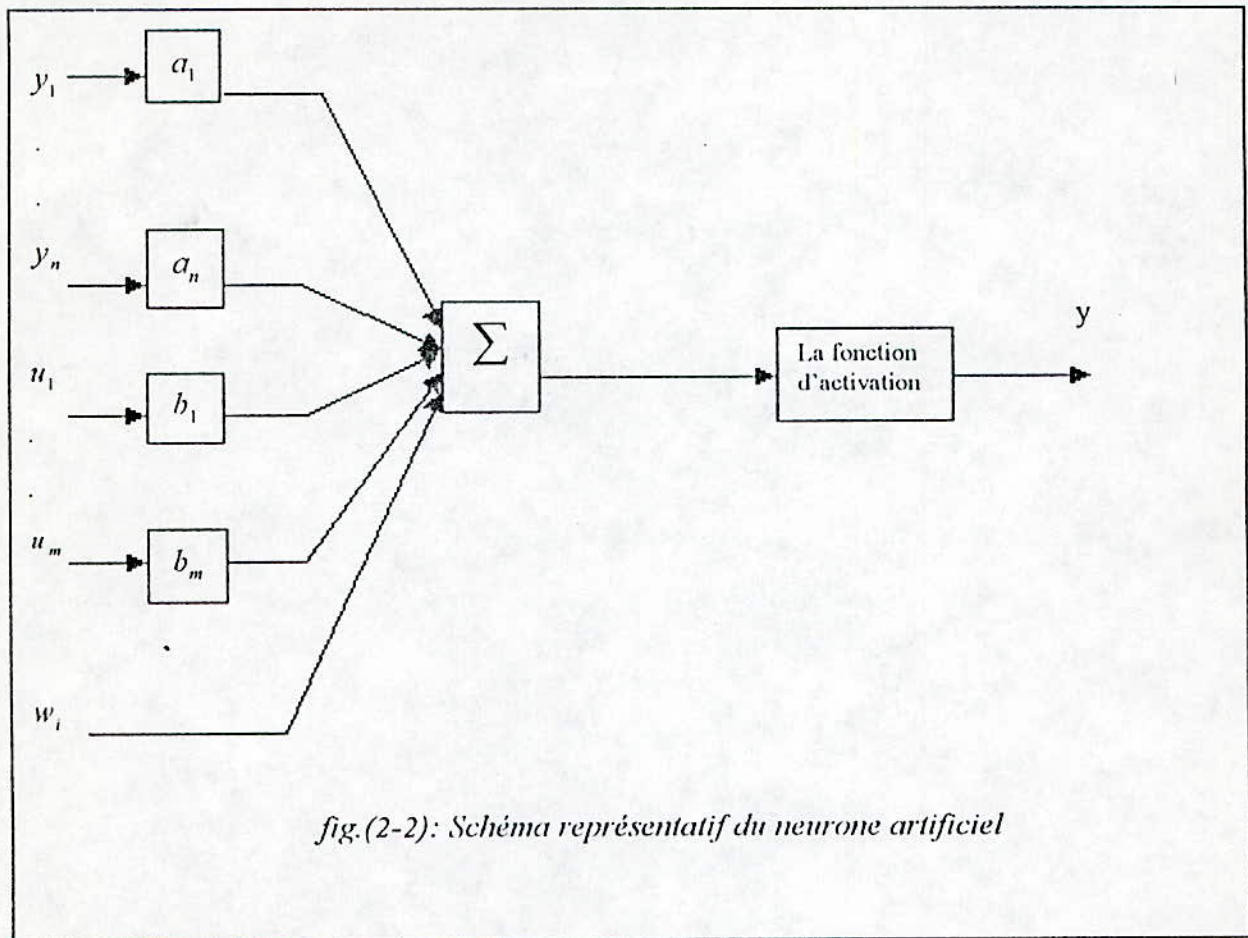 y₁
a₁
.
.
yₙ
aₙ
u₁
b₁
.
.
uₘ
bₘ
wᵢ
Σ
La fonction
d'activation
y
fig.(2-2): Schéma représentatif du neurone artificiel